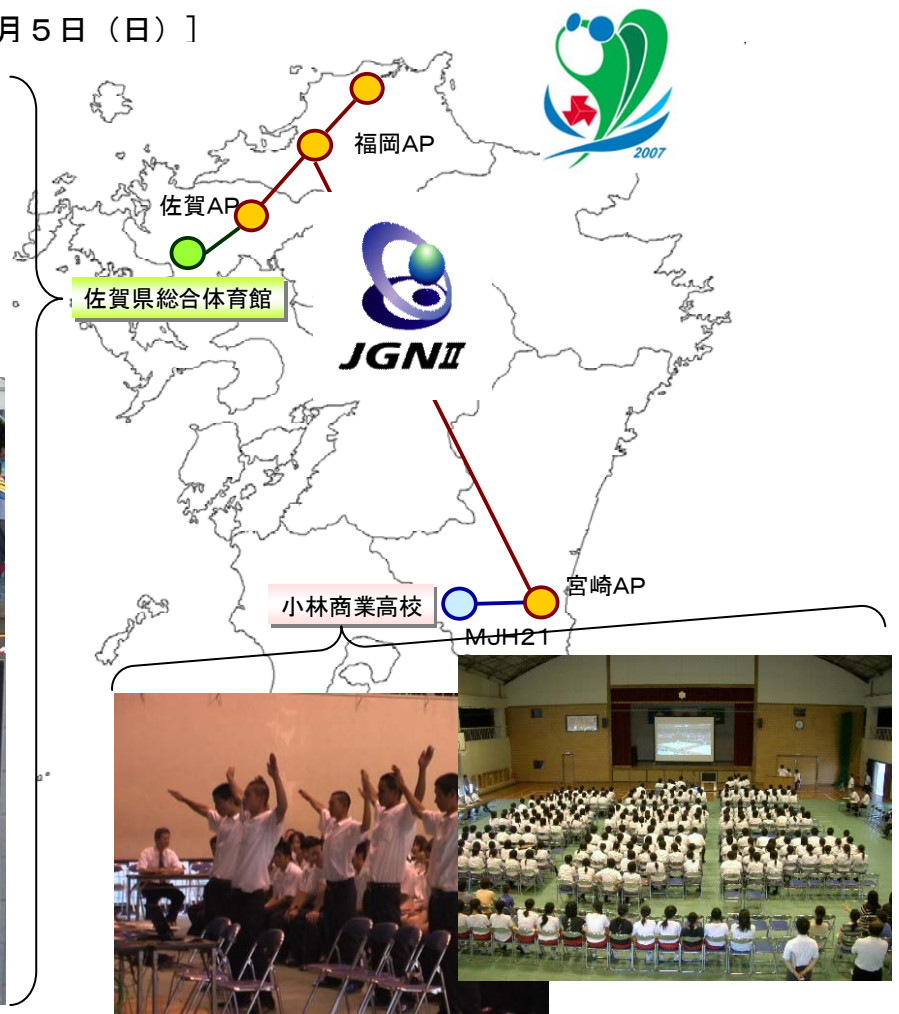 月５日（日）］
2007
福岡AP
佐賀AP
佐賀県総合体育館
JGNⅡ
宮崎AP
小林商業高校
MJH21